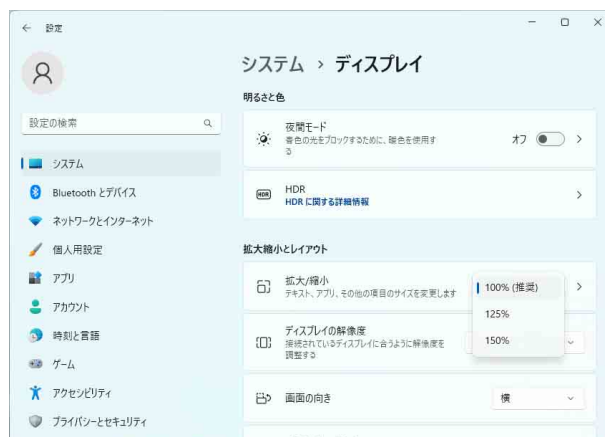 設定
システム › ディスプレイ
明るさと色
設定の検索
夜間モード
青色の光をブロックするために、暖色を使用す
る
オフ
システム
Bluetooth とデバイス
HDR
HDR
HDR に関する詳細情報
ネットワークとインターネット
個人用設定
拡大縮小とレイアウト
アプリ
拡大/縮小
テキスト、アプリ、その他の項目のサイズを変更します
100% (推奨)
125%
150%
アカウント
時刻と言語
ディスプレイの解像度
接続されているディスプレイに合うように解像度を
調整する
ゲーム
アクセシビリティ
画面の向き
横
プライバシーとセキュリティ